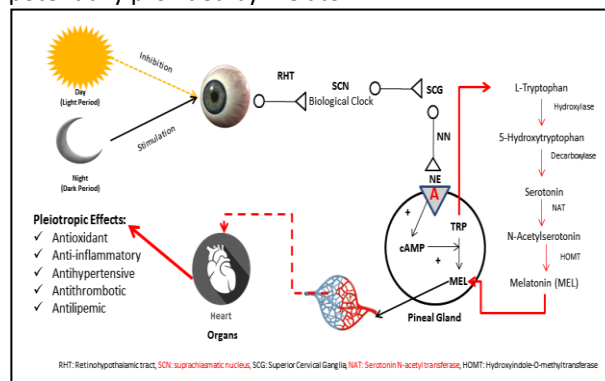 Day
(Light Period)
Inhibition
Night
(Dark Period)
Stimulation
RHT
SCN
Biological Clock
SCG
NN
NE
A
+
TRP
cAMP
+
MEL
Pineal Gland
L-Tryptophan
Hydroxylase
5-Hydroxytryptophan
Decarboxylase
Serotonin
NAT
N-Acetylserotonin
HOMT
Melatonin (MEL)
Pleiotropic Effects:
✓ Antioxidant
✓ Anti-inflammatory
✓ Antihypertensive
✓ Antithrombotic
✓ Antilipemic
Heart
Organs
RHT: Retinohypothalamic tract, SCN: suprachiasmatic nucleus, SCG: Superior Cervical Ganglia, NAT: Serotonin N-acetyl transferase, HOMT: Hydroxyindole-O-methyltransferase